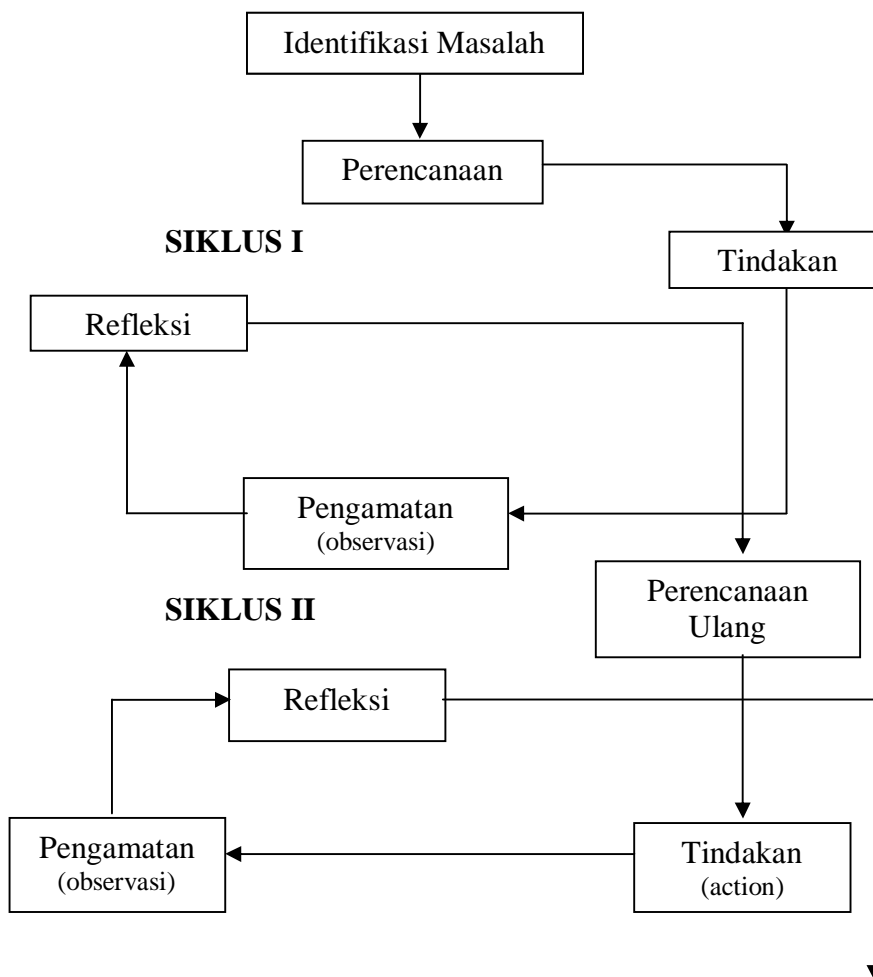 Identifikasi Masalah
Perencanaan
SIKLUS I
Tindakan
Refleksi
Pengamatan
(observasi)
Perencanaan
Ulang
SIKLUS II
Refleksi
Pengamatan
(observasi)
Tindakan
(action)